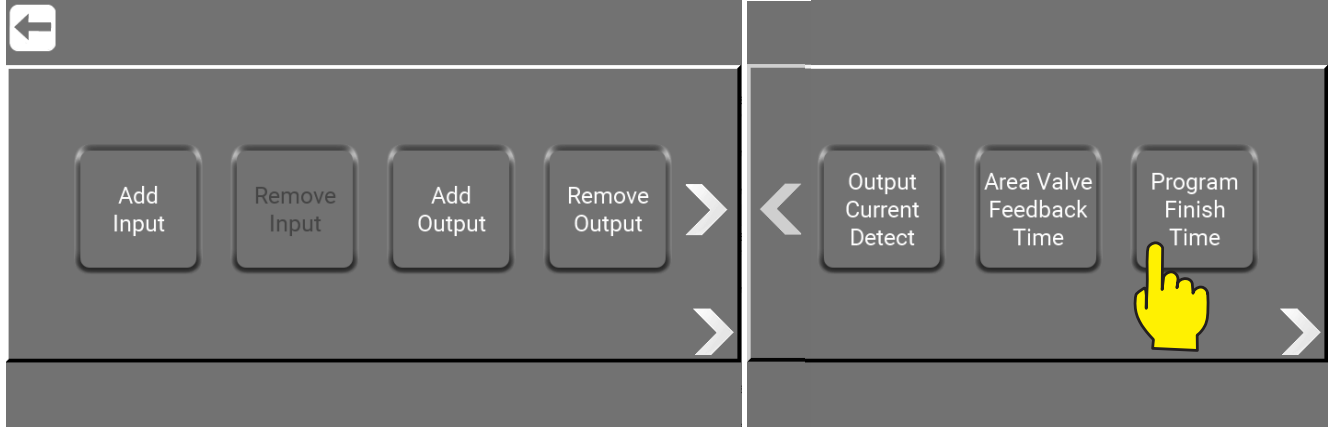 Add
Input
Remove
Input
Add
Output
Remove
Output
Output
Current
Detect
Area Valve
Feedback
Time
Program
Finish
Time